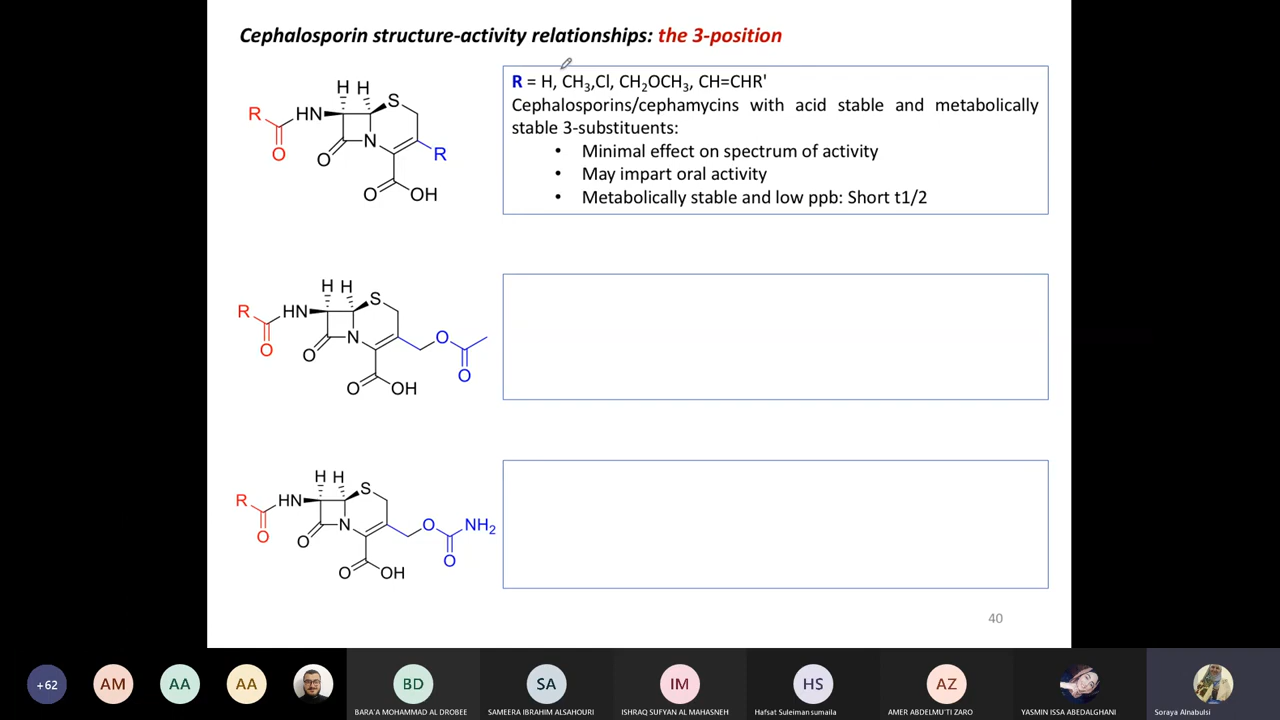 Cephalosporin structure-activity relationships: the 3-position
R = H, CH3,Cl, CH2OCH3, CH=CHR'
Cephalosporins/cephamycins with acid stable and metabolically
stable 3-substituents:
• Minimal effect on spectrum of activity
• May impart oral activity
• Metabolically stable and low ppb: Short t1/2
H H
R HN S
O O N R
O OH
H H
R HN S
O O N O
O OH O
H H
R HN S
O O N O NH2
O OH O
40
+62 AM AA AA BD SA IM HS AZ
BARA'A MOHAMMAD AL DROBEE SAMEERA IBRAHIM ALSAHOURI ISHRAQ SUFYAN AL MAHASNEH Hafsat Suleiman sumaila AMER ABDELMU'TI ZARO YASMIN ISSA ABEDALGHANI Soraya Alnabulsi